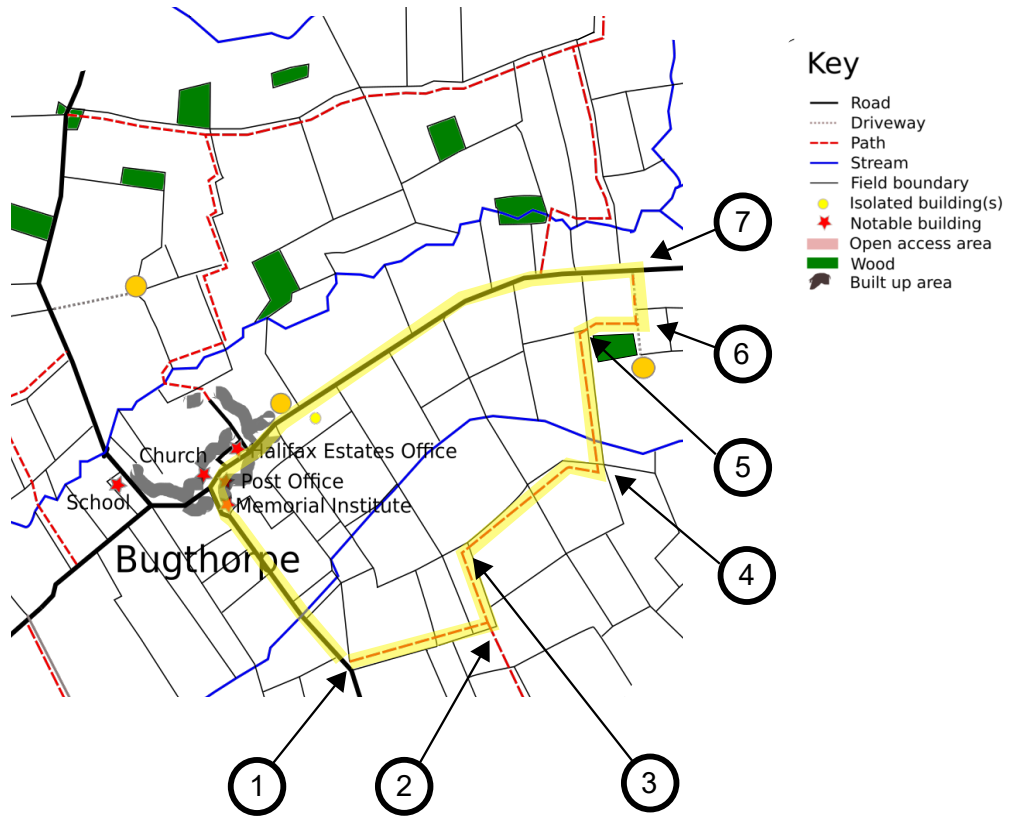 Key
Road
Driveway
Path
Stream
Field boundary
Isolated building(s)
Notable building
Open access area
Wood
Built up area
7
6
Church
Halifax Estates Office
5
Post Office
School
Memorial Institute
Bugthorpe
4
1
2
3